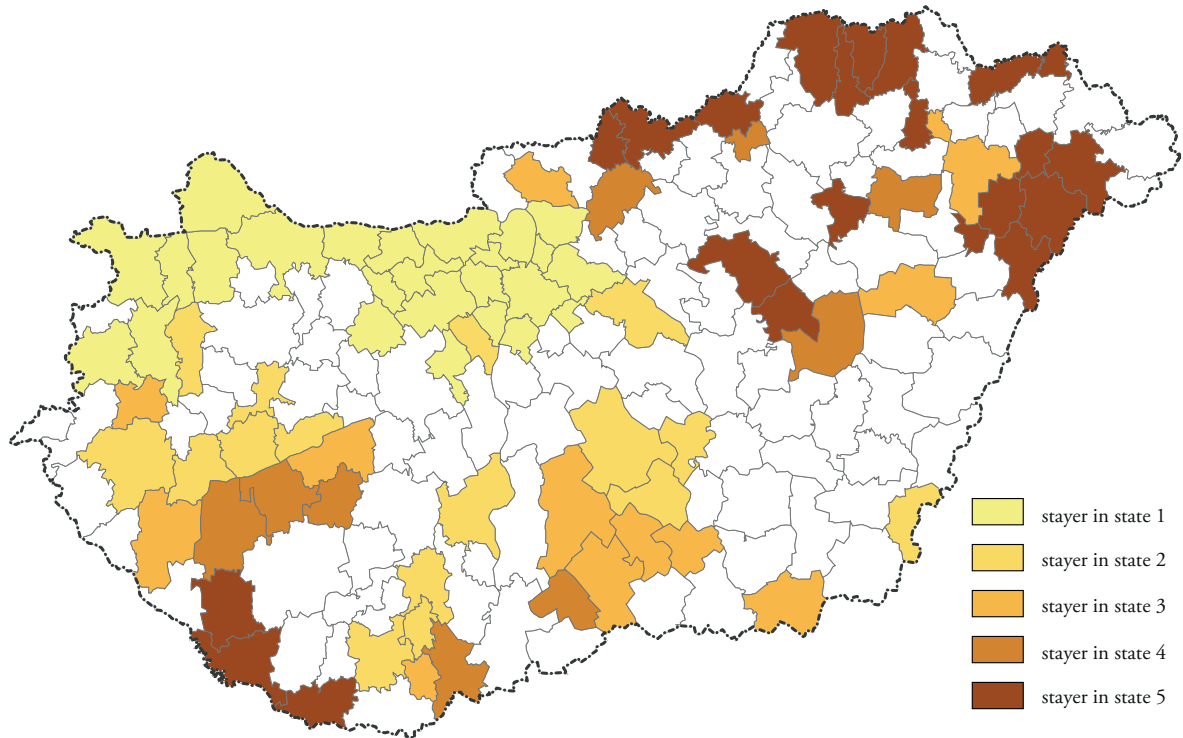 stayer in state 1
stayer in state 2
stayer in state 3
stayer in state 4
stayer in state 5